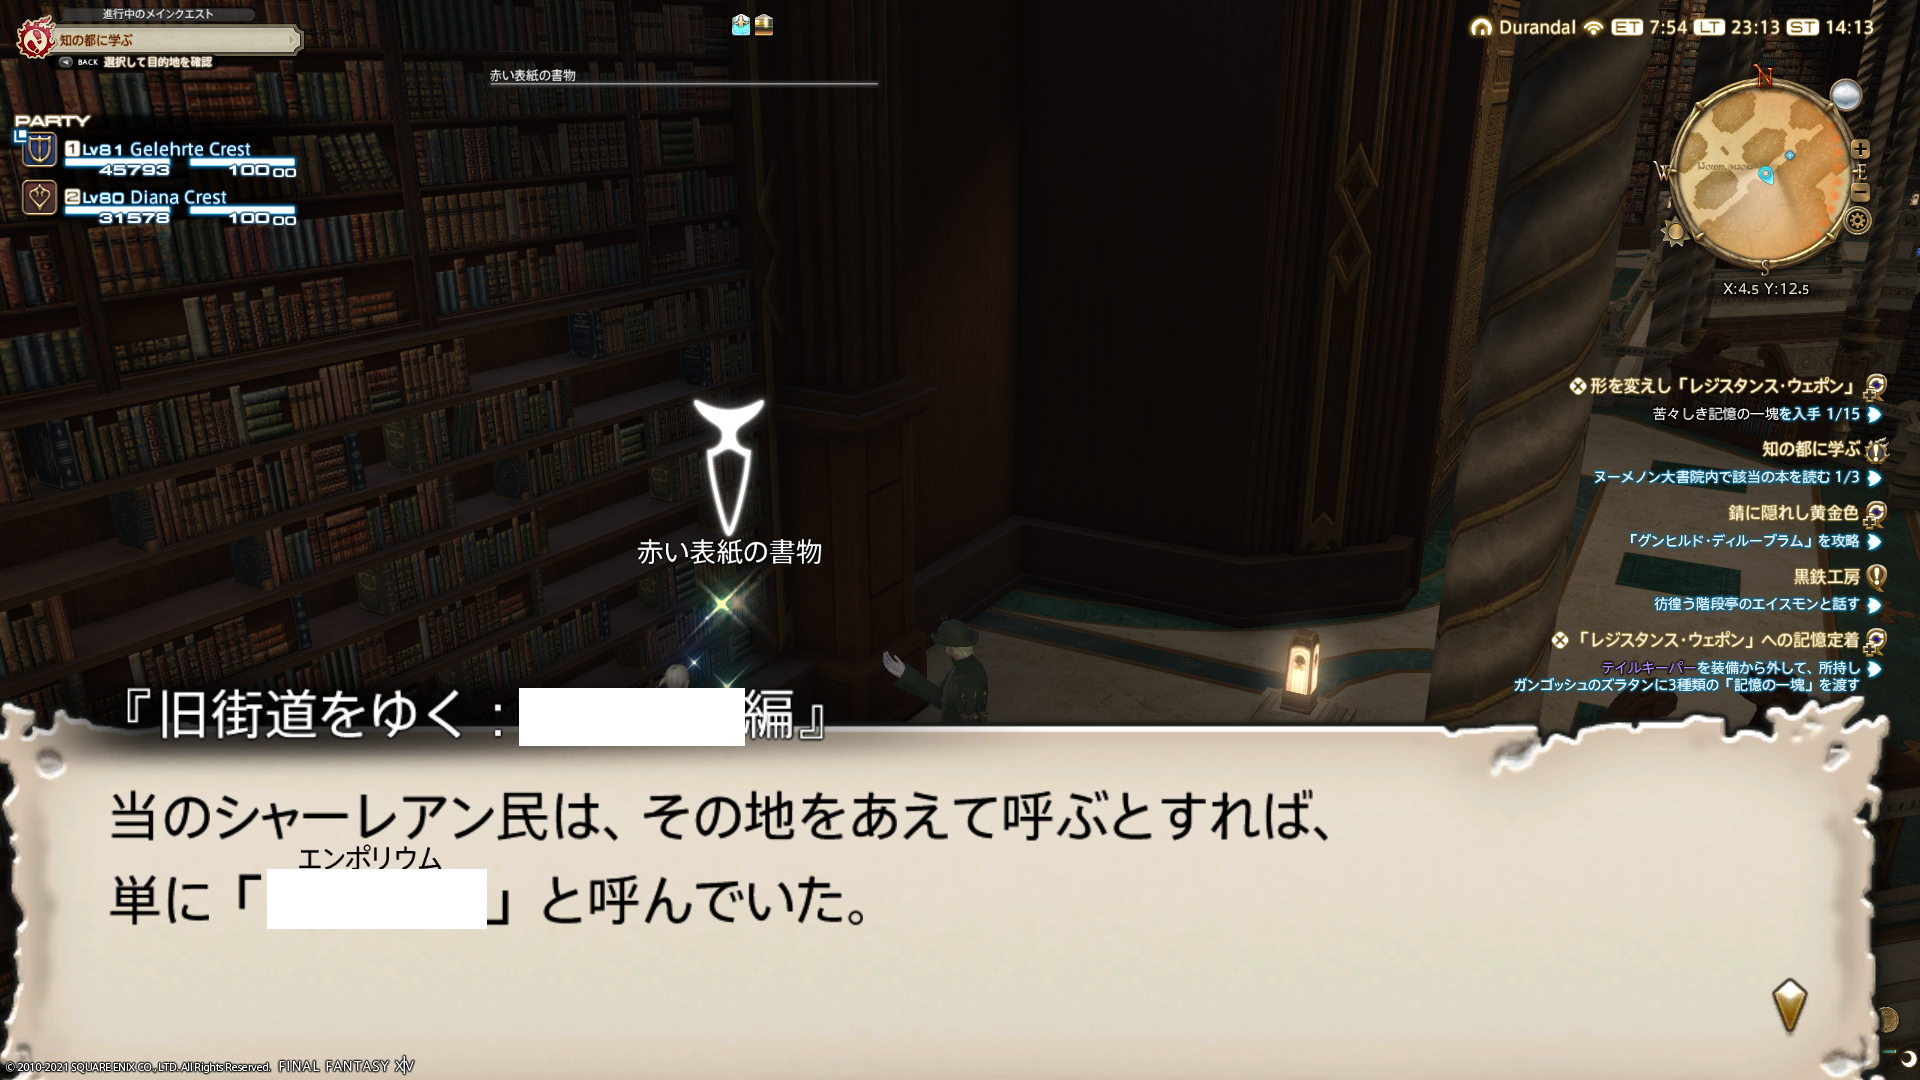 進行中のメインクエスト
知の都に学ぶ
BACK 選択して目的地を確認
赤い表紙の書物
Durandal ET 7:54 LT 23:13 ST 14:13
N
W
E
S
X:4.5 Y:12.5
PARTY
1 Lv81 Gelehrte Crest
45793 10000
2 Lv80 Diana Crest
31578 10000
形を変えし「レジスタンス・ウェポン」
苦々しき記憶の一塊を入手 1/15
知の都に学ぶ
ヌーメノン大書院内で該当の本を読む 1/3
錆に隠れし黄金色
「グンヒルド・ディルーブラム」を攻略
黒鉄工房
彷徨う階段亭のエイスモンと話す
「レジスタンス・ウェポン」への記憶定着
テイルキーパーを装備から外して、所持し
ガンゴッシュのズラタンに3種類の「記憶の一塊」を渡す
赤い表紙の書物
『旧街道をゆく：編』
当のシャーレアン民は、その地をあえて呼ぶとすれば、
エンポリウム
単に「」と呼んでいた。
© 2010-2021 SQUARE ENIX CO., LTD. All Rights Reserved. FINAL FANTASY XIV